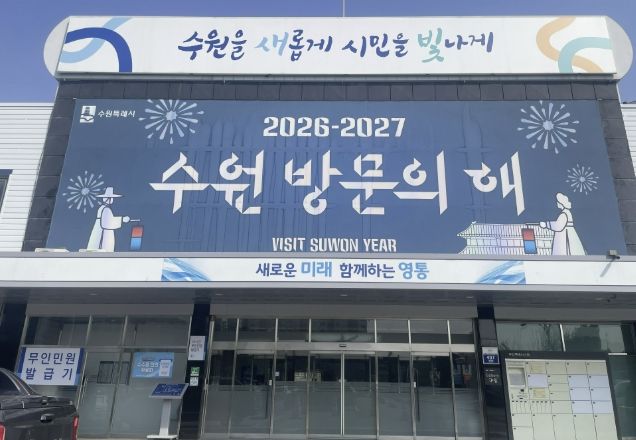 수원을 새롭게 시민을 빛나게
수원특례시
2026-2027
수원 방문의 해
VISIT SUWON YEAR
새로운 미래 함께하는 영통
무인민원
발급기